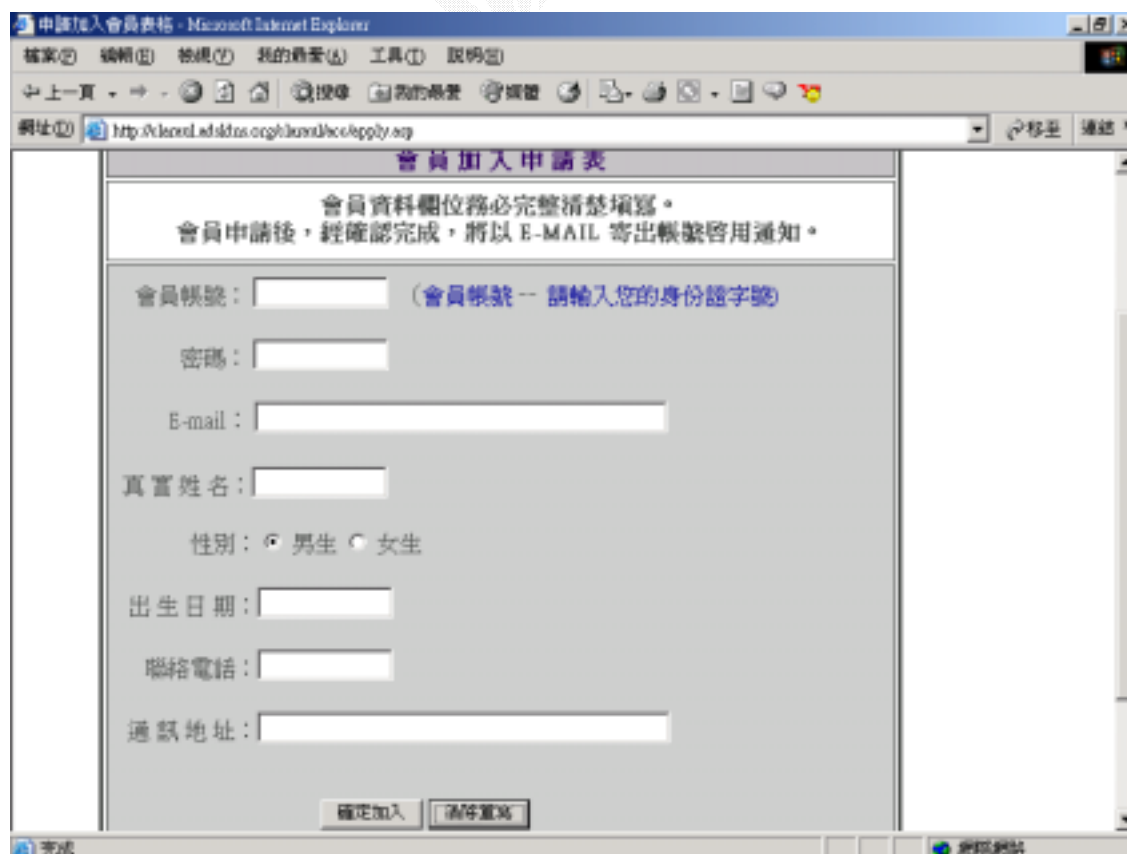 申請加入會員表格 - Microsoft Internet Explorer
檔案(F) 編輯(E) 檢視(V) 我的最愛(A) 工具(T) 說明(H)
上一頁 搜尋 我的最愛 媒體
網址(D) 移至 連結
會員加入申請表
會員資料欄位務必完整清楚填寫。
會員申請後，經確認完成，將以 E-MAIL 寄出帳號啓用通知。
會員帳號： (會員帳號 -- 請輸入您的身份證字號)
密碼：
E-mail：
真實姓名：
性別： 男生 女生
出生日期：
聯絡電話：
通訊地址：
確定加入 清除重寫
完成 網際網路